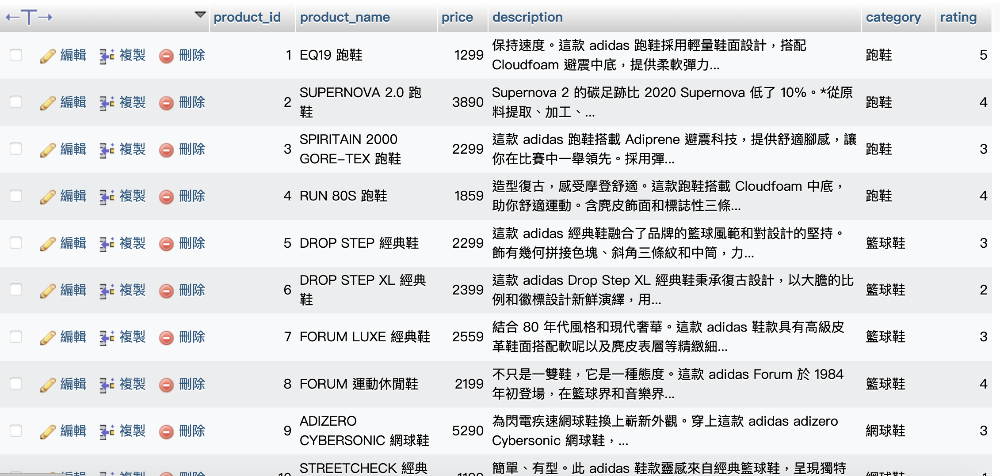 product_id product_name price description category rating
編輯 複製 刪除 1 EQ19 跑鞋 1299 保持速度。這款 adidas 跑鞋採用輕量鞋面設計，搭配
Cloudfoam 避震中底，提供柔軟彈力... 跑鞋 5
編輯 複製 刪除 2 SUPERNOVA 2.0 跑
鞋 3890 Supernova 2 的碳足跡比 2020 Supernova 低了 10%。*從原
料提取、加工、... 跑鞋 4
編輯 複製 刪除 3 SPIRITAIN 2000
GORE-TEX 跑鞋 2299 這款 adidas 跑鞋搭載 Adiprene 避震科技，提供舒適腳感，讓
你在比賽中一舉領先。採用彈... 跑鞋 3
編輯 複製 刪除 4 RUN 80S 跑鞋 1859 造型復古，感受摩登舒適。這款跑鞋搭載 Cloudfoam 中底，
助你舒適運動。含麂皮飾面和標誌性三條... 跑鞋 4
編輯 複製 刪除 5 DROP STEP 經典鞋 2299 這款 adidas 經典鞋融合了品牌的籃球風範和對設計的堅持。
飾有幾何拼接色塊、斜角三條紋和中筒，力... 籃球鞋 3
編輯 複製 刪除 6 DROP STEP XL 經典
鞋 2399 這款 adidas Drop Step XL 經典鞋秉承復古設計，以大膽的比
例和徽標設計新鮮演繹，用... 籃球鞋 2
編輯 複製 刪除 7 FORUM LUXE 經典鞋 2559 結合 80 年代風格和現代奢華。這款 adidas 鞋款具有高級皮
革鞋面搭配軟呢以及麂皮表層等精緻細... 籃球鞋 3
編輯 複製 刪除 8 FORUM 運動休閒鞋 2199 不只是一雙鞋，它是一種態度。這款 adidas Forum 於 1984
年初登場，在籃球界和音樂界... 籃球鞋 4
編輯 複製 刪除 9 ADIZERO
CYBERSONIC 網球鞋 5290 為閃電疾速網球鞋換上嶄新外觀。穿上這款 adidas adizero
Cybersonic 網球鞋，... 網球鞋 3
STREETCHECK 經典 簡單、有型。此 adidas 鞋款靈感來自經典籃球鞋，呈現獨特